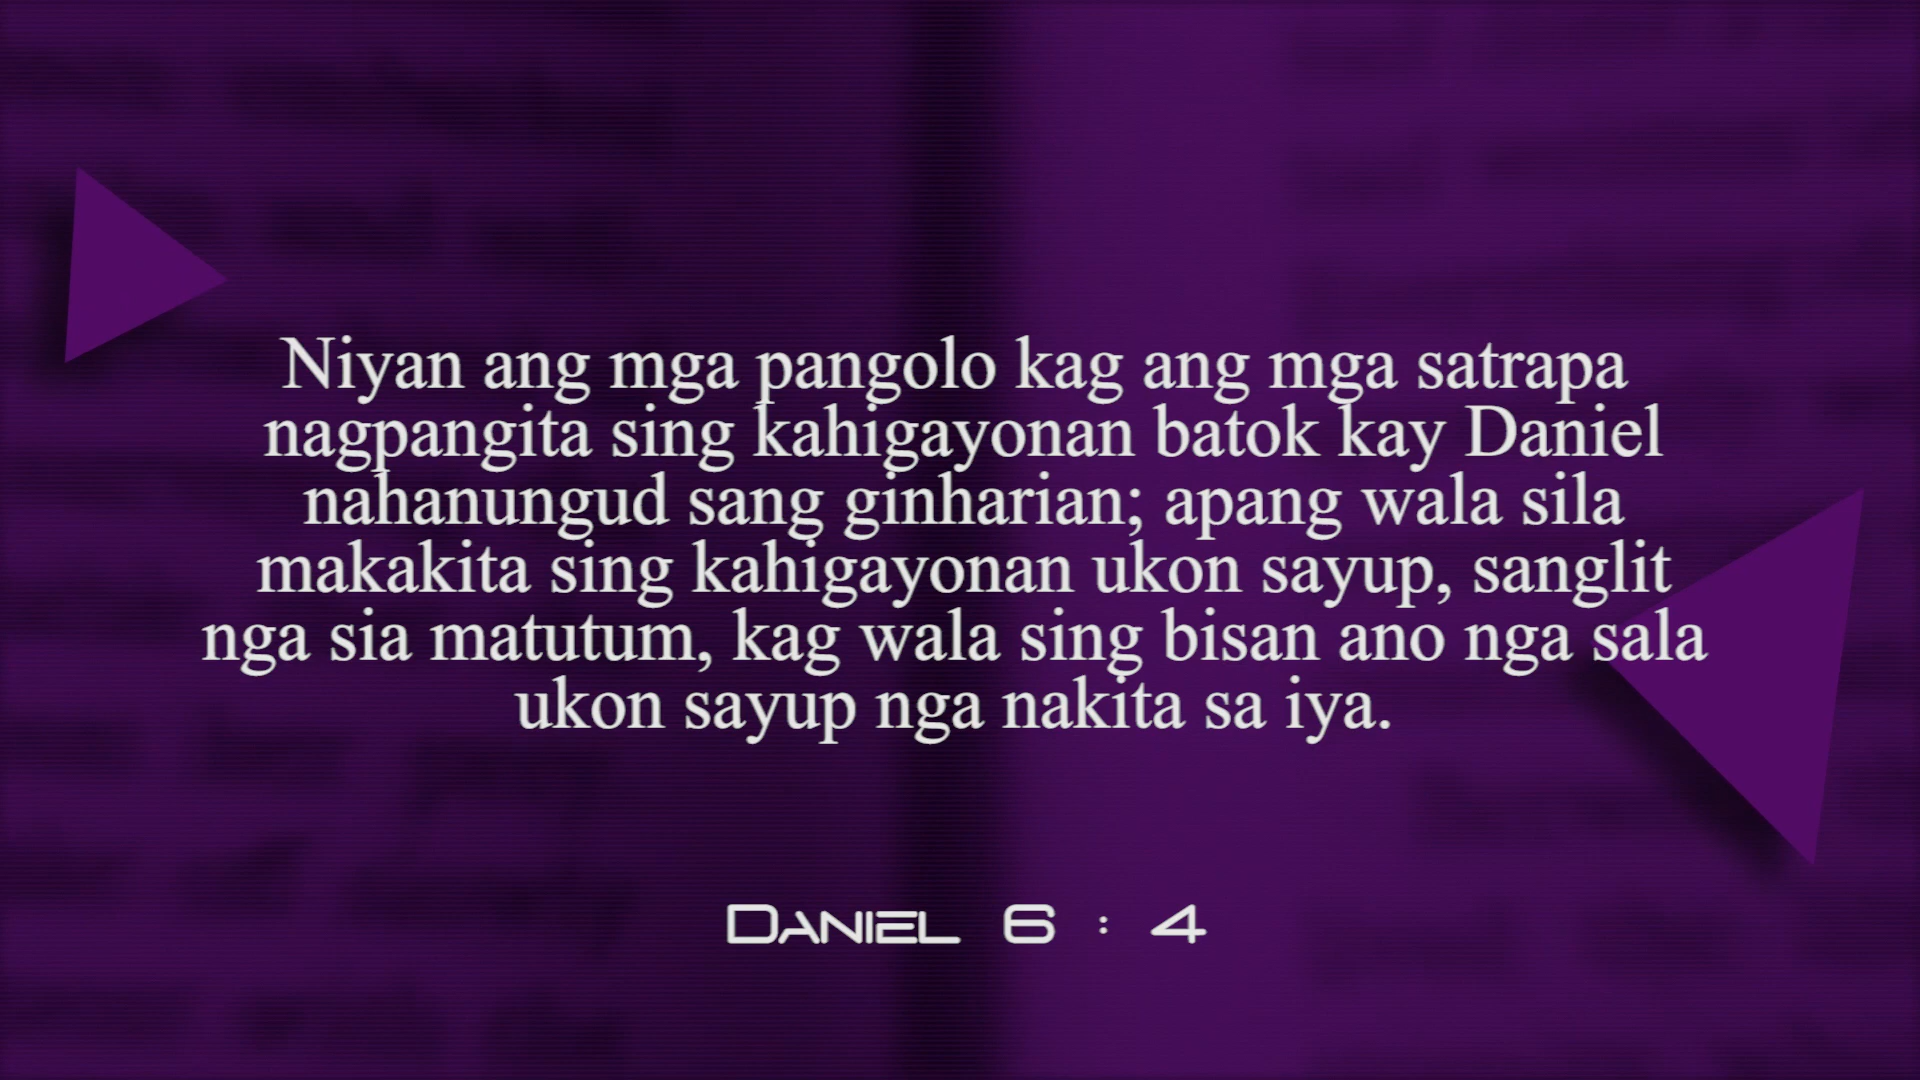 Niyan ang mga pangolo kag ang mga satrapa
nagpangita sing kahigayonan batok kay Daniel
nahanungud sang ginharian; apang wala sila
makakita sing kahigayonan ukon sayup, sanglit
nga sia matutum, kag wala sing bisan ano nga sala
ukon sayup nga nakita sa iya.
Daniel 6 : 4